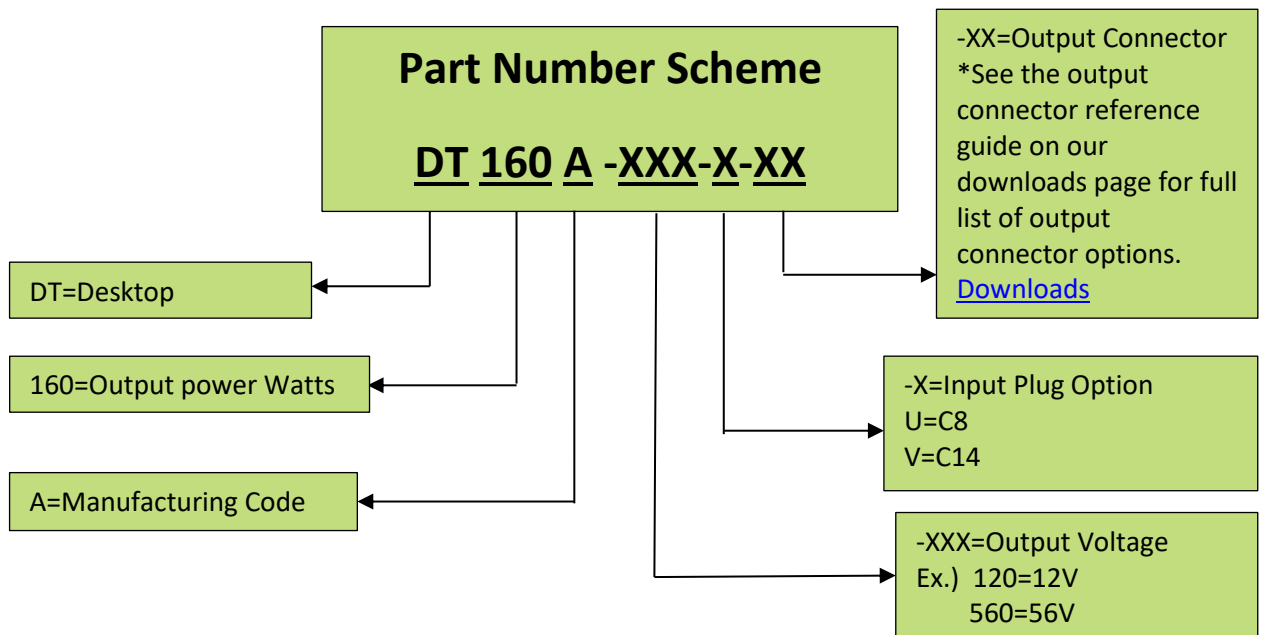 Part Number Scheme
DT 160 A -XXX-X-XX
-XX=Output Connector
*See the output
connector reference
guide on our
downloads page for full
list of output
connector options.
Downloads
DT=Desktop
160=Output power Watts
A=Manufacturing Code
-X=Input Plug Option
U=C8
V=C14
-XXX=Output Voltage
Ex.) 120=12V
560=56V